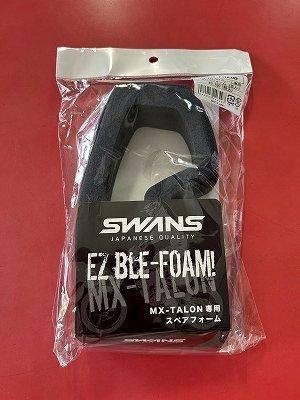 SWANS
JAPANESE QUALITY
EZ BLE-FOAM!
MX-TALON
MX-TALON 専用
スペアフォーム
SWANS